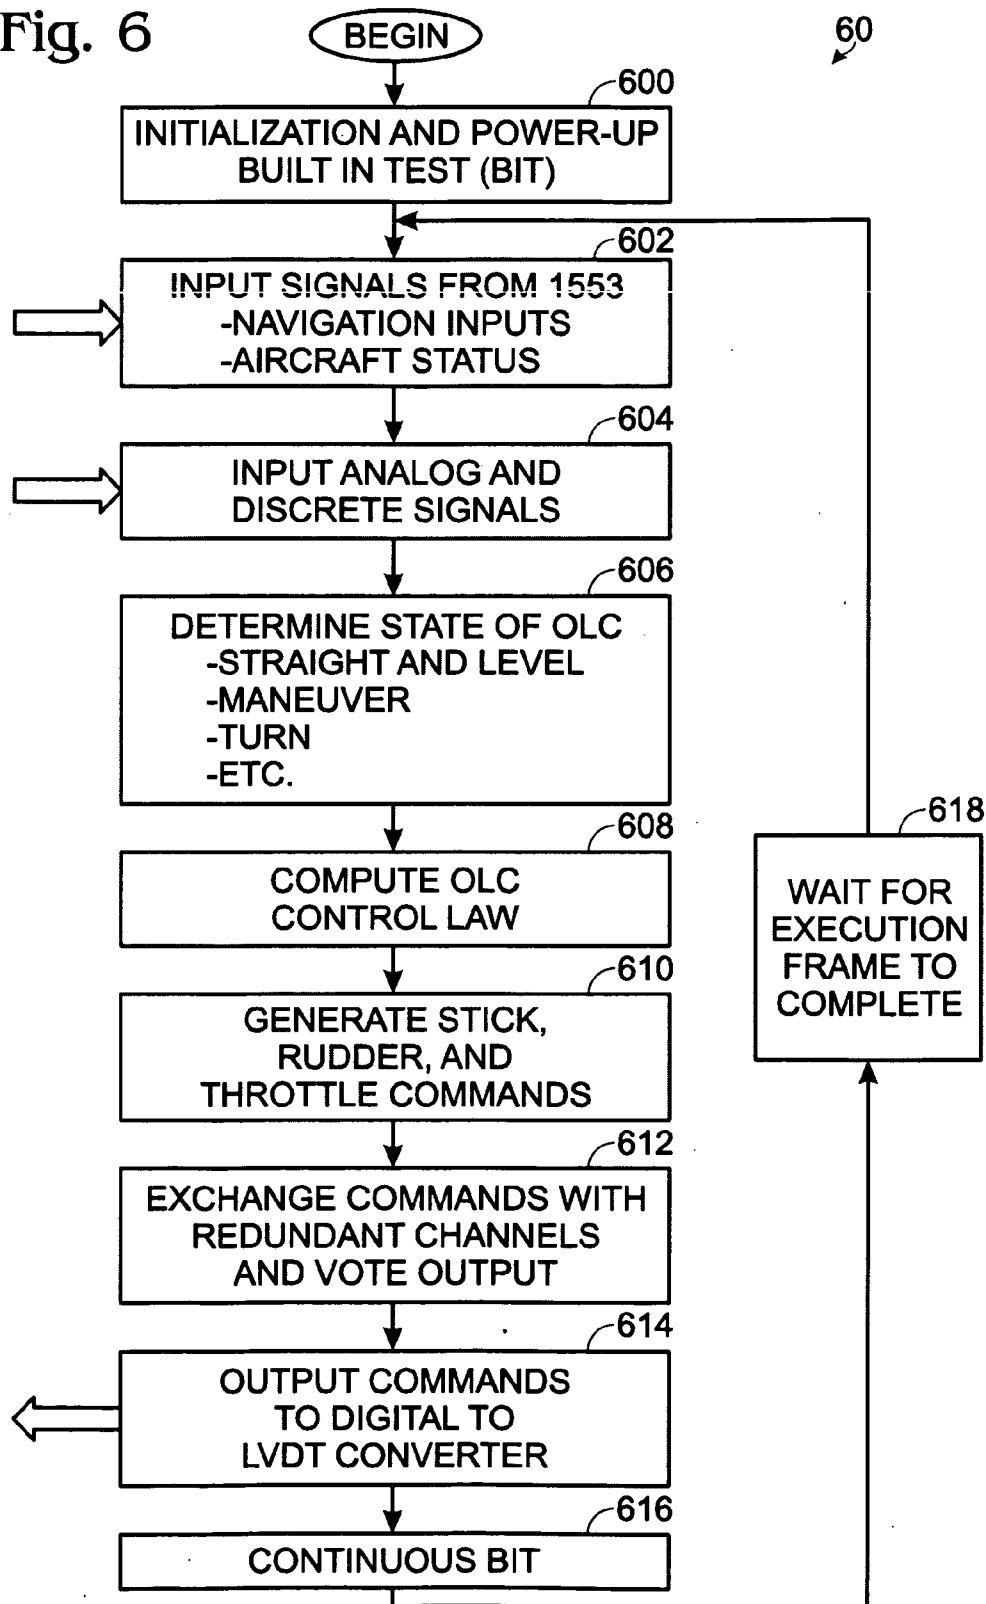 Fig. 6
BEGIN
60
600
INITIALIZATION AND POWER-UP
BUILT IN TEST (BIT)
602
INPUT SIGNALS FROM 1553
-NAVIGATION INPUTS
-AIRCRAFT STATUS
604
INPUT ANALOG AND
DISCRETE SIGNALS
606
DETERMINE STATE OF OLC
-STRAIGHT AND LEVEL
-MANEUVER
-TURN
-ETC.
608
COMPUTE OLC
CONTROL LAW
610
GENERATE STICK,
RUDDER, AND
THROTTLE COMMANDS
612
EXCHANGE COMMANDS WITH
REDUNDANT CHANNELS
AND VOTE OUTPUT
614
OUTPUT COMMANDS
TO DIGITAL TO
LVDT CONVERTER
616
CONTINUOUS BIT
618
WAIT FOR
EXECUTION
FRAME TO
COMPLETE